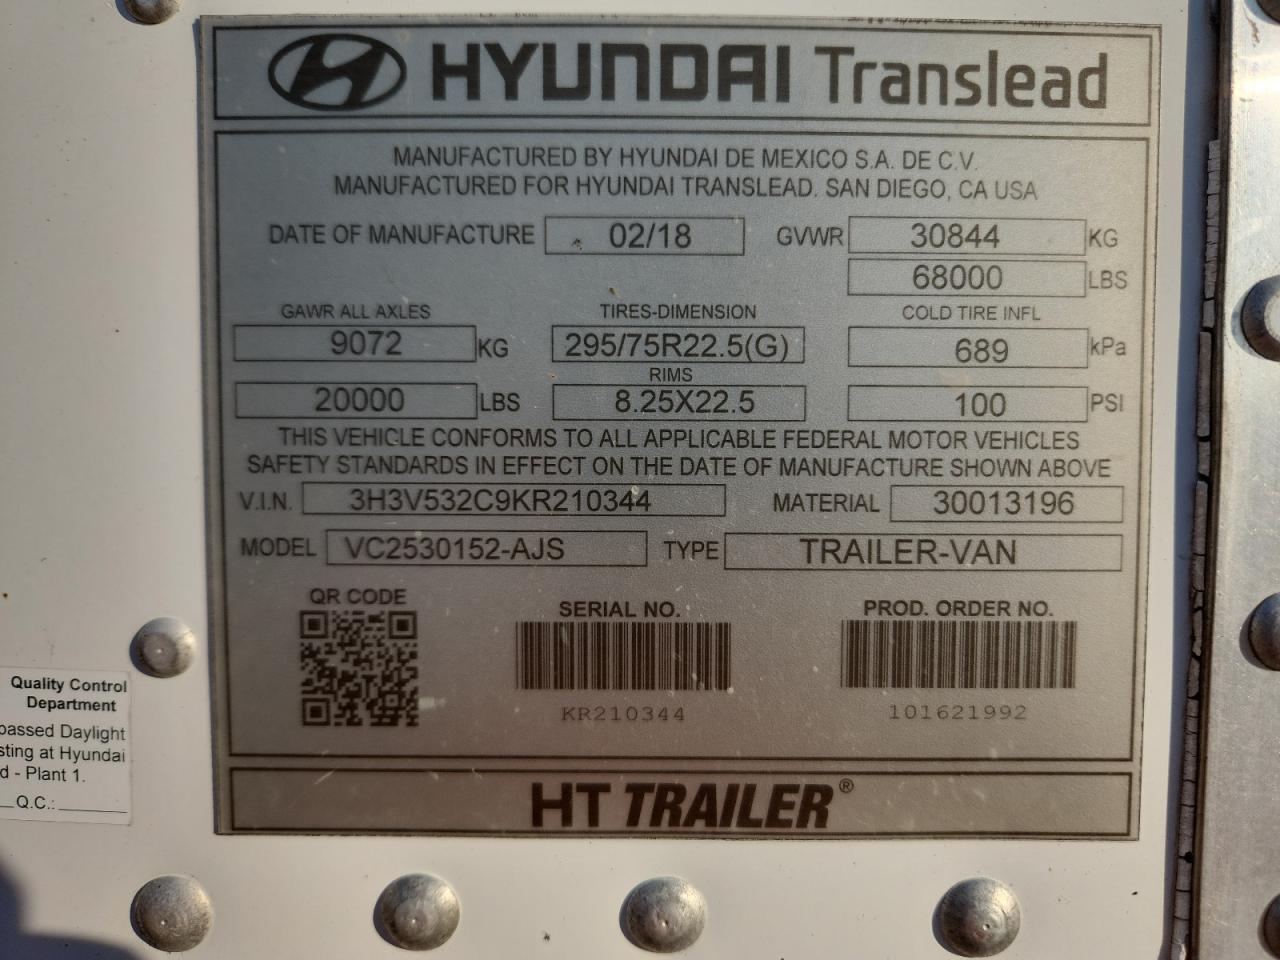 HYUNDAI Translead
MANUFACTURED BY HYUNDAI DE MEXICO S.A. DE C.V.
MANUFACTURED FOR HYUNDAI TRANSLEAD. SAN DIEGO, CA USA
DATE OF MANUFACTURE 02/18 GVWR 30844 KG
68000 LBS
GAWR ALL AXLES TIRES-DIMENSION COLD TIRE INFL
9072 KG 295/75R22.5(G) 689 kPa
RIMS
20000 LBS 8.25X22.5 100 PSI
THIS VEHICLE CONFORMS TO ALL APPLICABLE FEDERAL MOTOR VEHICLES
SAFETY STANDARDS IN EFFECT ON THE DATE OF MANUFACTURE SHOWN ABOVE
V.I.N. 3H3V532C9KR210344 MATERIAL 30013196
MODEL VC2530152-AJS TYPE TRAILER-VAN
QR CODE SERIAL NO. PROD. ORDER NO.
KR210344 101621992
HT TRAILER®
Quality Control
Department
passed Daylight
sting at Hyundai
d - Plant 1.
Q.C.: